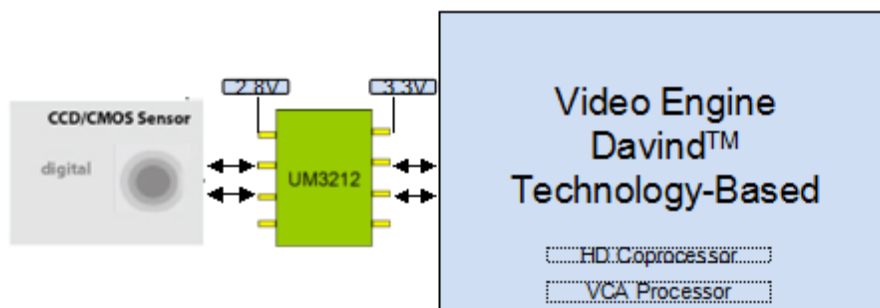 2.8V
3.3V
CCD/CMOS Sensor
digital
UM3212
Video Engine
Davind™
Technology-Based
HD Coprocessor
VCA Processor